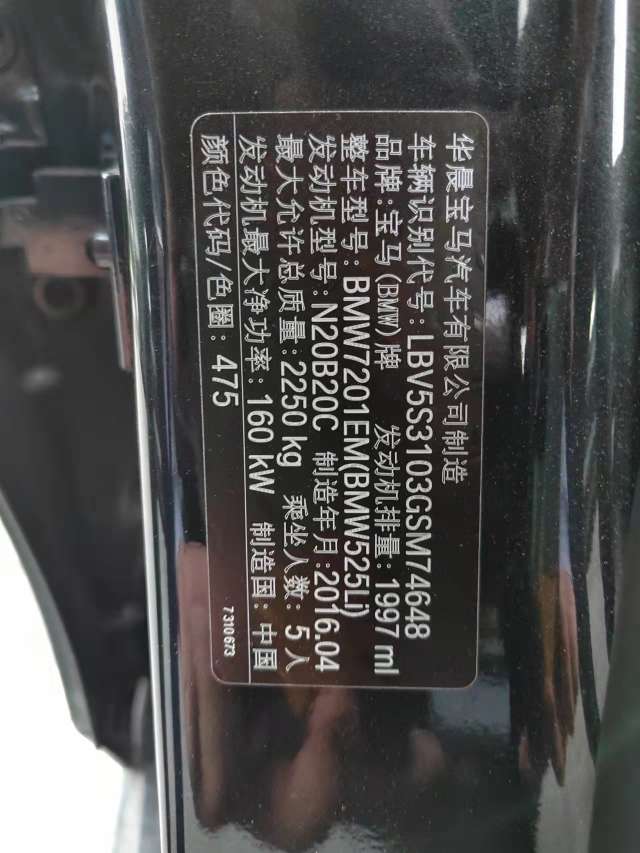 华晨宝马汽车有限公司制造
车辆识别代号: LBV5S3103GSM74648
品牌: 宝马(BMW)牌 发动机排量: 1997 ml
整车型号: BMW7201EM(BMW525Li)
发动机型号: N20B20C 制造年月: 2016.04
最大允许总质量: 2250 kg 乘坐人数: 5 人
发动机最大净功率: 160 kW 制造国: 中国
颜色代码/色圈: 475
7 310 673